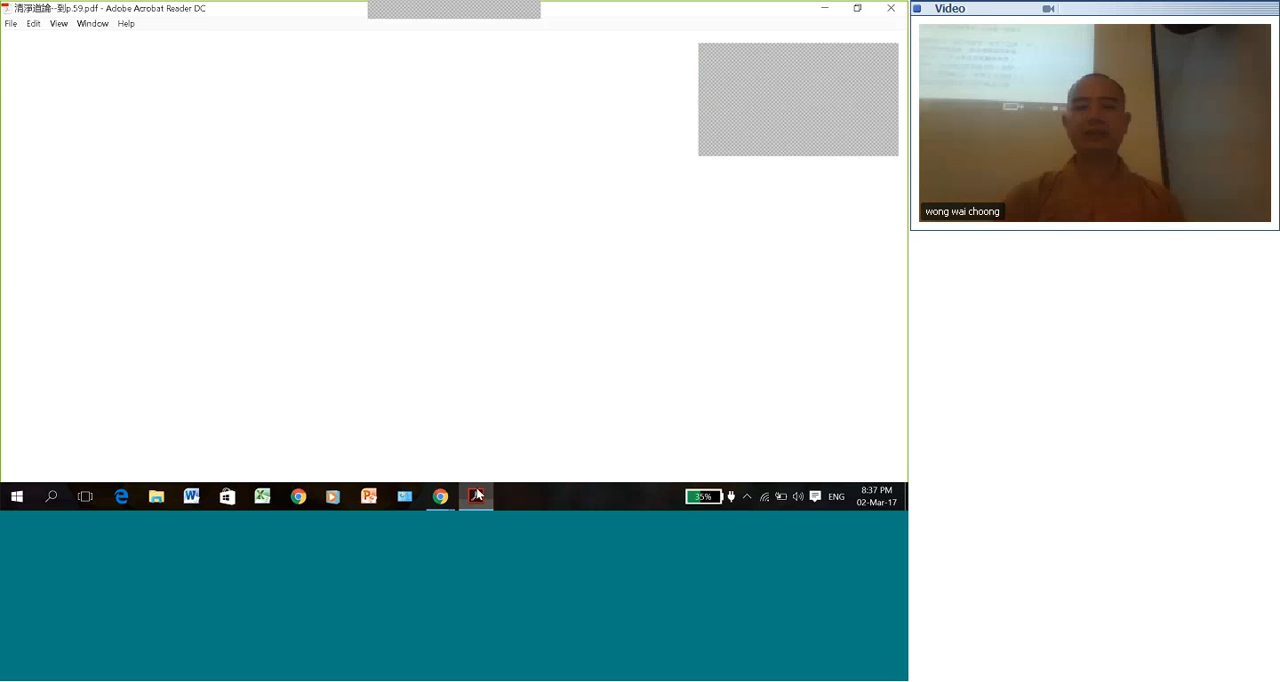 清淨道論--到p.59.pdf - Adobe Acrobat Reader DC
File Edit View Window Help
Video
wong wai choong
35%
ENG
8:37 PM
02-Mar-17